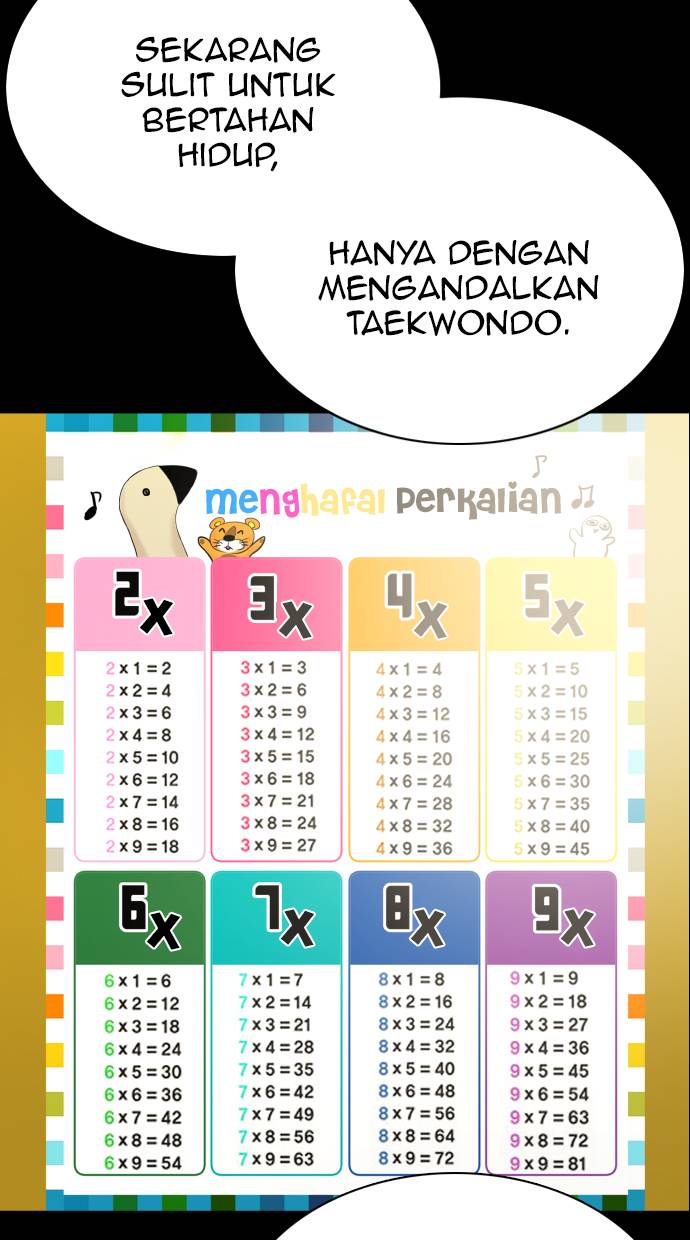 SEKARANG
SULIT UNTUK
BERTAHAN
HIDUP,
HANYA DENGAN
MENGANDALKAN
TAEKWONDO.
menghafal perkalian
2x 3x 4x 5x
2 x 1 = 2 3 x 1 = 3 4 x 1 = 4 5 x 1 = 5
2 x 2 = 4 3 x 2 = 6 4 x 2 = 8 5 x 2 = 10
2 x 3 = 6 3 x 3 = 9 4 x 3 = 12 5 x 3 = 15
2 x 4 = 8 3 x 4 = 12 4 x 4 = 16 5 x 4 = 20
2 x 5 = 10 3 x 5 = 15 4 x 5 = 20 5 x 5 = 25
2 x 6 = 12 3 x 6 = 18 4 x 6 = 24 5 x 6 = 30
2 x 7 = 14 3 x 7 = 21 4 x 7 = 28 5 x 7 = 35
2 x 8 = 16 3 x 8 = 24 4 x 8 = 32 5 x 8 = 40
2 x 9 = 18 3 x 9 = 27 4 x 9 = 36 5 x 9 = 45
6x 7x 8x 9x
6 x 1 = 6 7 x 1 = 7 8 x 1 = 8 9 x 1 = 9
6 x 2 = 12 7 x 2 = 14 8 x 2 = 16 9 x 2 = 18
6 x 3 = 18 7 x 3 = 21 8 x 3 = 24 9 x 3 = 27
6 x 4 = 24 7 x 4 = 28 8 x 4 = 32 9 x 4 = 36
6 x 5 = 30 7 x 5 = 35 8 x 5 = 40 9 x 5 = 45
6 x 6 = 36 7 x 6 = 42 8 x 6 = 48 9 x 6 = 54
6 x 7 = 42 7 x 7 = 49 8 x 7 = 56 9 x 7 = 63
6 x 8 = 48 7 x 8 = 56 8 x 8 = 64 9 x 8 = 72
6 x 9 = 54 7 x 9 = 63 8 x 9 = 72 9 x 9 = 81